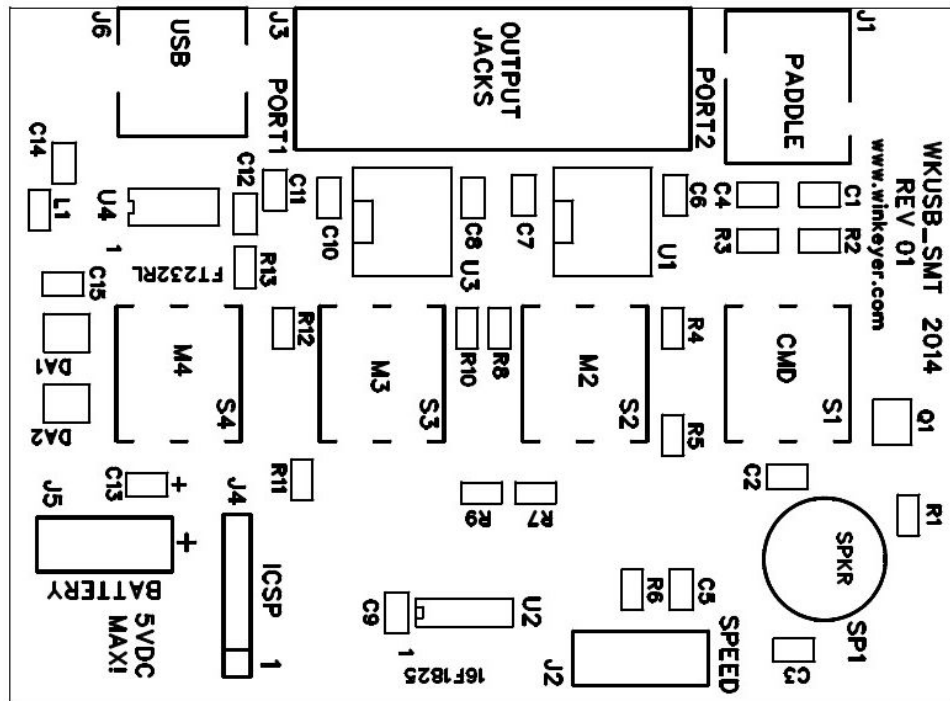 J6
USB
J3
PORT1
OUTPUT
JACKS
PORT2
J1
PADDLE
WKUSB_SMT 2014
REV 01
www.winkeyer.com
C14
L1
U4
1
FT232RL
C12
C11
C10
R13
C8
U3
C7
C6
U1
C4
C1
R3
R2
C15
DA1
DA2
M4
S4
R12
M3
S3
R10
R8
M2
S2
R4
R5
CMD
S1
Q1
C13
+
J5
+
BATTERY
5VDC
MAX!
J4
ICSP
1
R11
R9
R7
C2
R1
SPKR
SP1
C3
C9
U2
1
16F1825
R6
C5
J2
SPEED